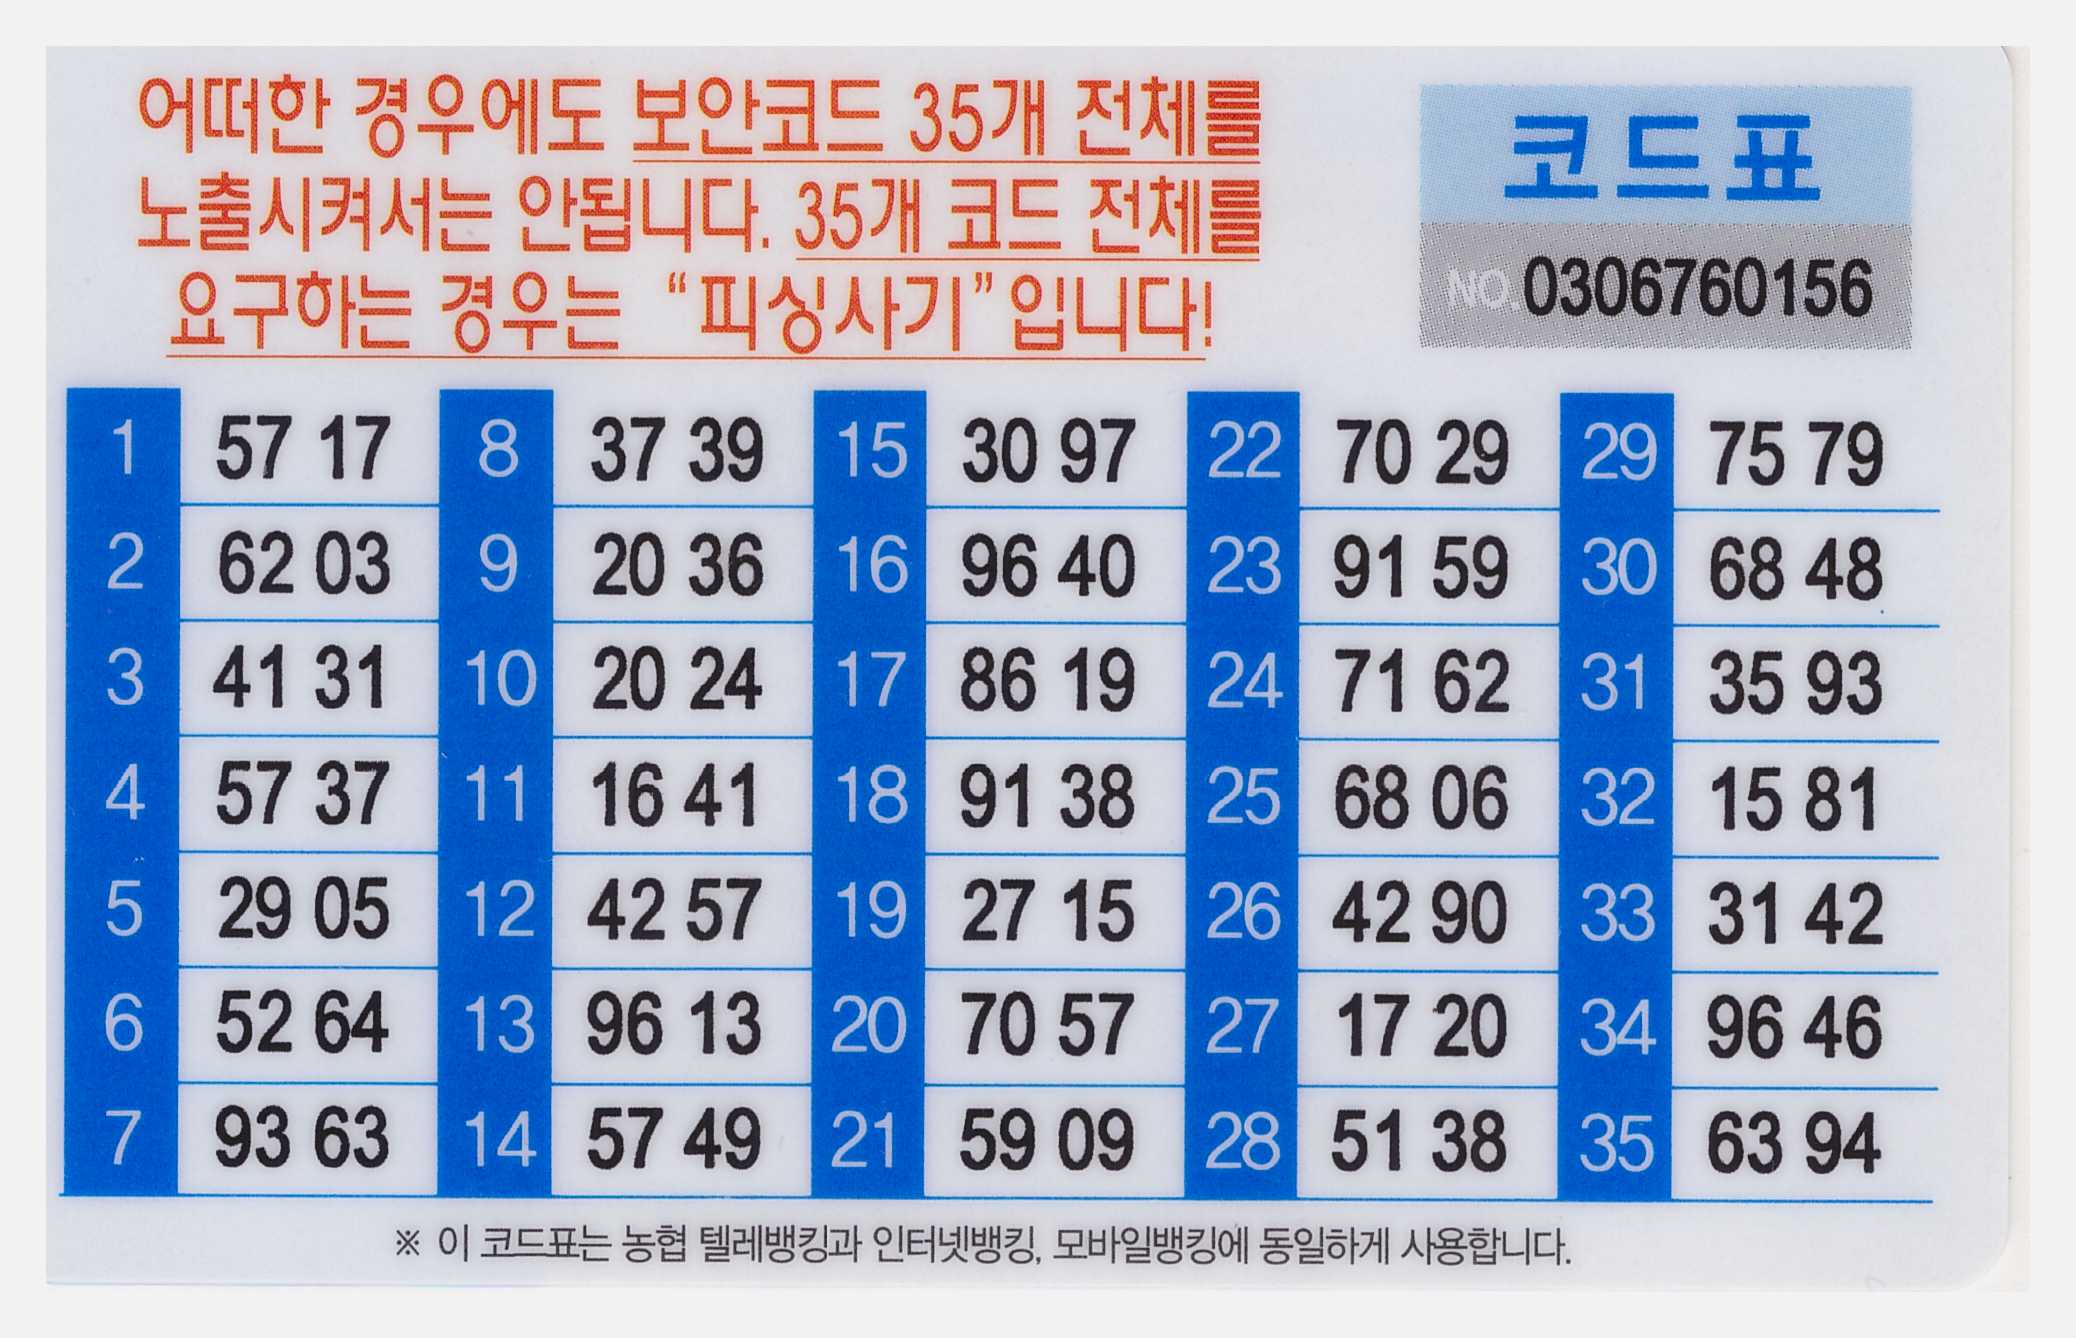 어떠한 경우에도 보안코드 35개 전체를
노출시켜서는 안됩니다. 35개 코드 전체를
요구하는 경우는 “피싱사기”입니다!
코드표
NO. 0306760156
1 57 17 8 37 39 15 30 97 22 70 29 29 75 79
2 62 03 9 20 36 16 96 40 23 91 59 30 68 48
3 41 31 10 20 24 17 86 19 24 71 62 31 35 93
4 57 37 11 16 41 18 91 38 25 68 06 32 15 81
5 29 05 12 42 57 19 27 15 26 42 90 33 31 42
6 52 64 13 96 13 20 70 57 27 17 20 34 96 46
7 93 63 14 57 49 21 59 09 28 51 38 35 63 94
※ 이 코드표는 농협 텔레뱅킹과 인터넷뱅킹, 모바일뱅킹에 동일하게 사용합니다.